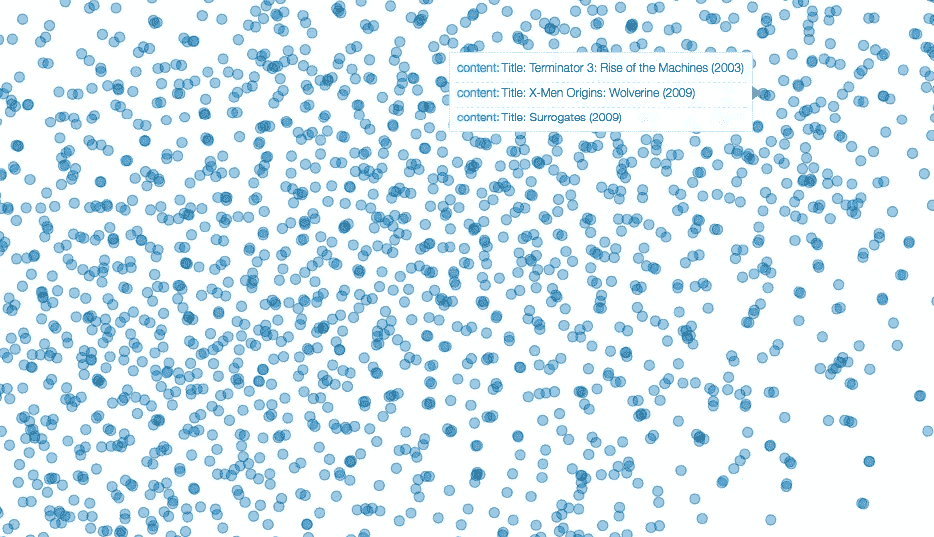 content: Title: Terminator 3: Rise of the Machines (2003)
content: Title: X-Men Origins: Wolverine (2009)
content: Title: Surrogates (2009)